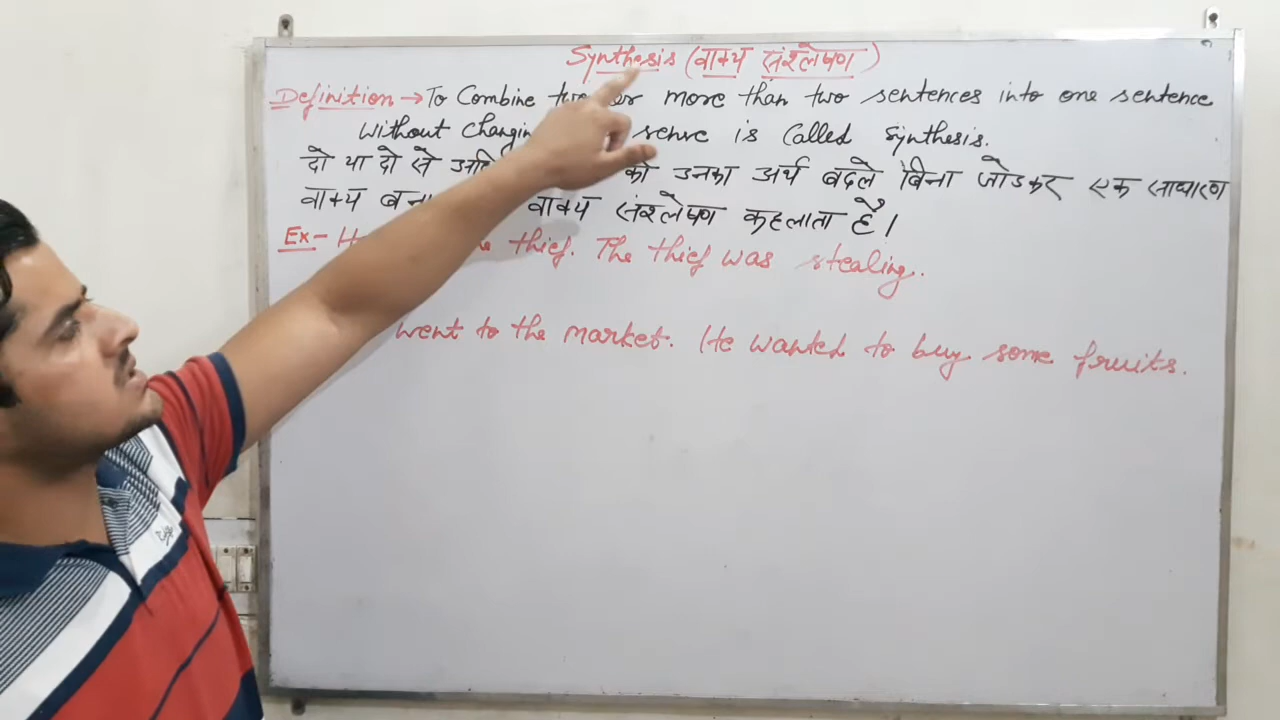 Synthesis (वाक्य संश्लेषण)
Definition → To Combine two or more than two sentences into one sentence
without changin sense is called synthesis.
दो या दो से को उनका अर्थ बदले बिना जोडकर एक साधारण
वाक्य बना वाक्य संश्लेषण कहलाता है।
Ex- thief. The thief was stealing.
went to the market. He wanted to buy some fruits.